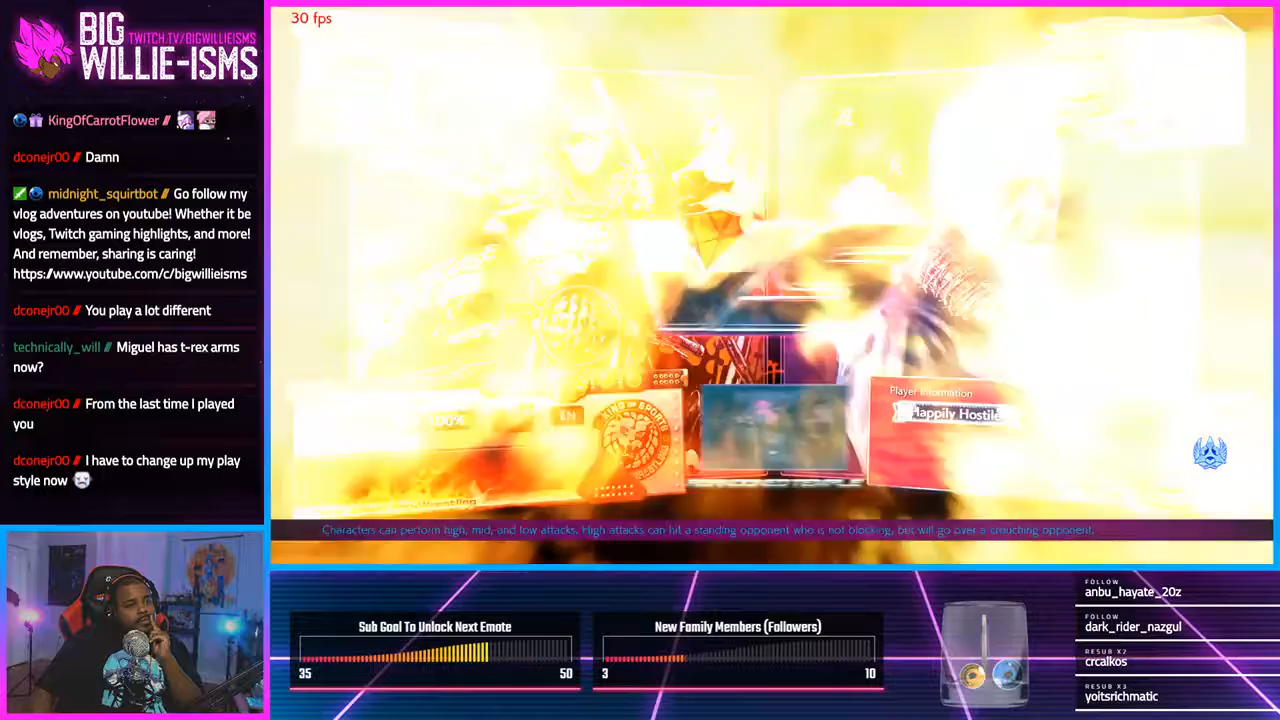 30 fps
BIG
TWITCH.TV/BIGWILLIEISMS
WILLIE-ISMS
KingOfCarrotFlower //
dconejr00 // Damn
midnight_squirtbot // Go follow my
vlog adventures on youtube! Whether it be
vlogs, Twitch gaming highlights, and more!
And remember, sharing is caring!
https://www.youtube.com/c/bigwillieisms
dconejr00 // You play a lot different
technically_will // Miguel has t-rex arms
now?
dconejr00 // From the last time I played
you
dconejr00 // I have to change up my play
style now
100%
EN
KING OF SPORTS
WRESTLING
Player Information
Happily Hostile
Characters can perform high, mid, and low attacks. High attacks can hit a standing opponent who is not blocking, but will go over a crouching opponent.
Sub Goal To Unlock Next Emote
35
50
New Family Members (Followers)
3
10
FOLLOW
anbu_hayate_20z
FOLLOW
dark_rider_nazgul
RESUB X2
crcalkos
RESUB X3
yoitsrichmatic